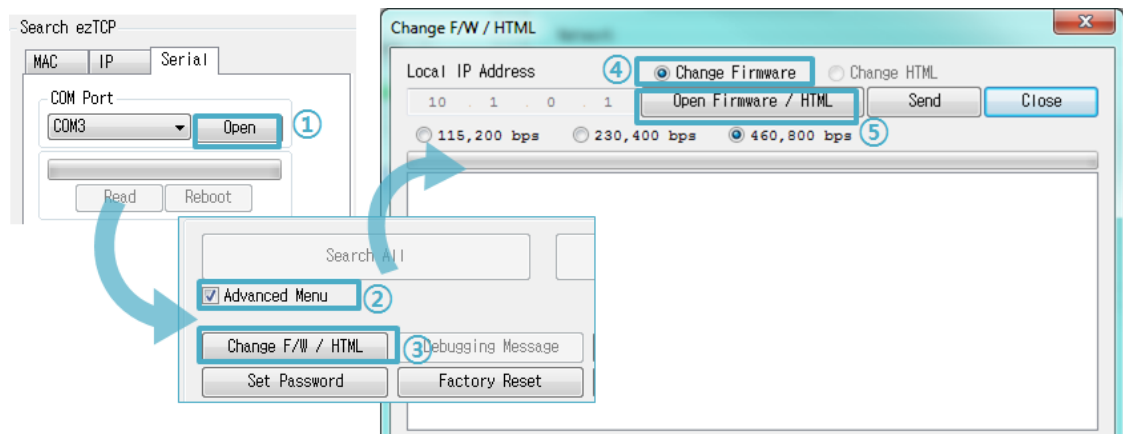 Search ezTCP
MAC IP Serial
COM Port
COM3 Open ①
Read Reboot
Search All
Advanced Menu ②
Change F/W / HTML ③ Debugging Message
Set Password Factory Reset
Change F/W / HTML
Local IP Address ④ Change Firmware Change HTML
10 . 1 . 0 . 1 Open Firmware / HTML Send Close
115,200 bps 230,400 bps 460,800 bps ⑤